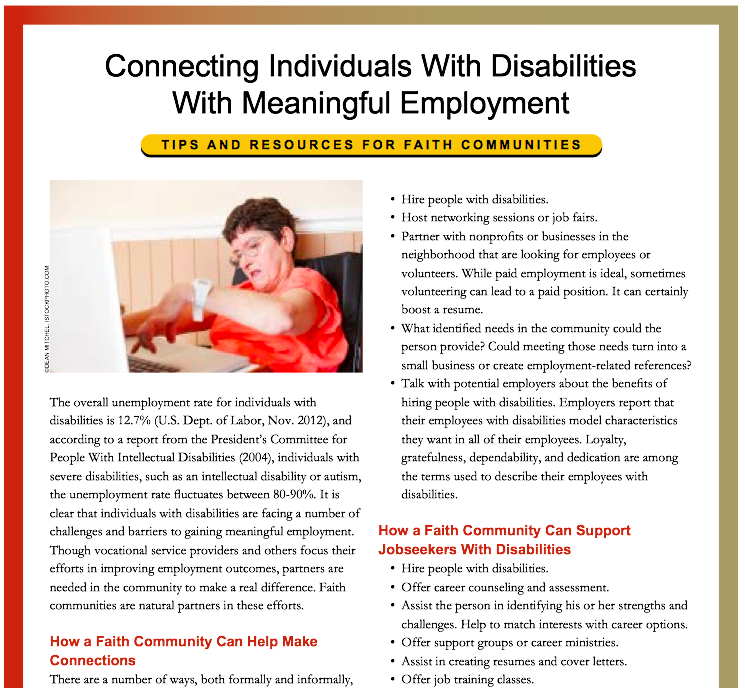 Connecting Individuals With Disabilities
With Meaningful Employment
TIPS AND RESOURCES FOR FAITH COMMUNITIES
©DEAN MITCHELL ISTOCKPHOTO.COM
The overall unemployment rate for individuals with
disabilities is 12.7% (U.S. Dept. of Labor, Nov. 2012), and
according to a report from the President's Committee for
People With Intellectual Disabilities (2004), individuals with
severe disabilities, such as an intellectual disability or autism,
the unemployment rate fluctuates between 80-90%. It is
clear that individuals with disabilities are facing a number of
challenges and barriers to gaining meaningful employment.
Though vocational service providers and others focus their
efforts in improving employment outcomes, partners are
needed in the community to make a real difference. Faith
communities are natural partners in these efforts.
How a Faith Community Can Help Make
Connections
There are a number of ways, both formally and informally,
• Hire people with disabilities.
• Host networking sessions or job fairs.
• Partner with nonprofits or businesses in the
neighborhood that are looking for employees or
volunteers. While paid employment is ideal, sometimes
volunteering can lead to a paid position. It can certainly
boost a resume.
• What identified needs in the community could the
person provide? Could meeting those needs turn into a
small business or create employment-related references?
• Talk with potential employers about the benefits of
hiring people with disabilities. Employers report that
their employees with disabilities model characteristics
they want in all of their employees. Loyalty,
gratefulness, dependability, and dedication are among
the terms used to describe their employees with
disabilities.
How a Faith Community Can Support
Jobseekers With Disabilities
• Hire people with disabilities.
• Offer career counseling and assessment.
• Assist the person in identifying his or her strengths and
challenges. Help to match interests with career options.
• Offer support groups or career ministries.
• Assist in creating resumes and cover letters.
• Offer job training classes.